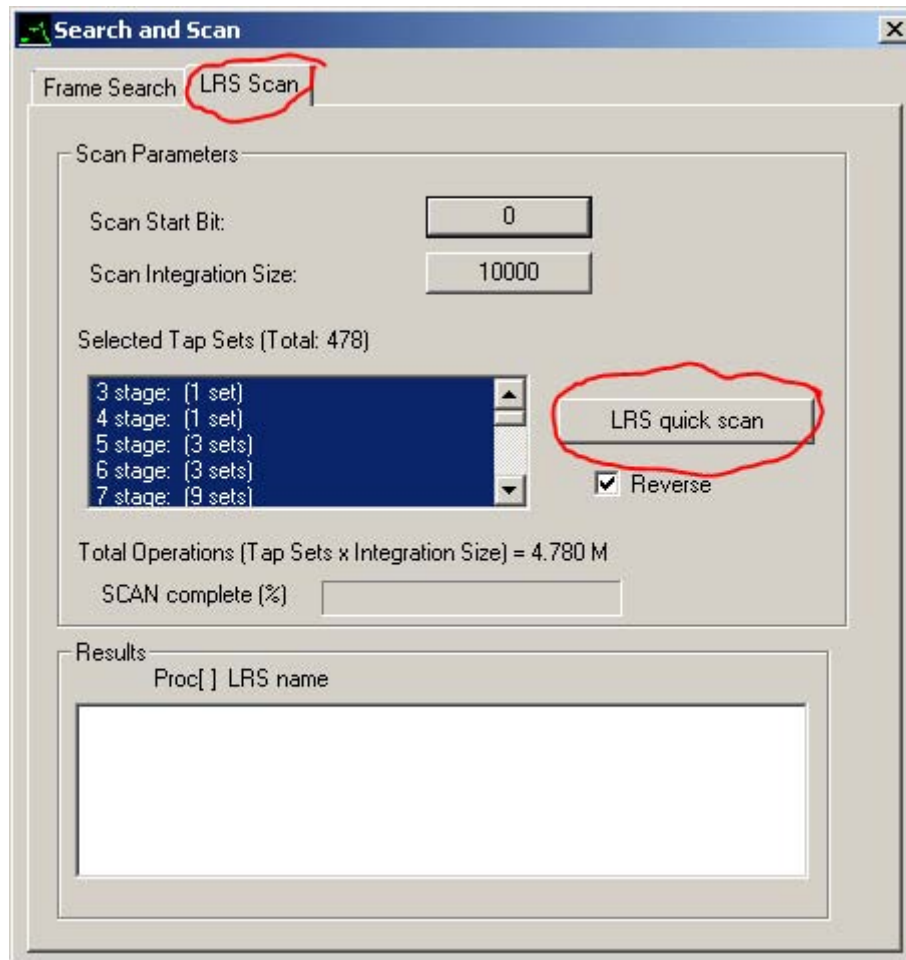 Search and Scan
Frame Search LRS Scan
Scan Parameters
Scan Start Bit: 0
Scan Integration Size: 10000
Selected Tap Sets (Total: 478)
3 stage: (1 set)
4 stage: (1 set)
5 stage: (3 sets)
6 stage: (3 sets)
7 stage: (9 sets)
LRS quick scan
Reverse
Total Operations (Tap Sets x Integration Size) = 4.780 M
SCAN complete (%)
Results
Proc[ ] LRS name